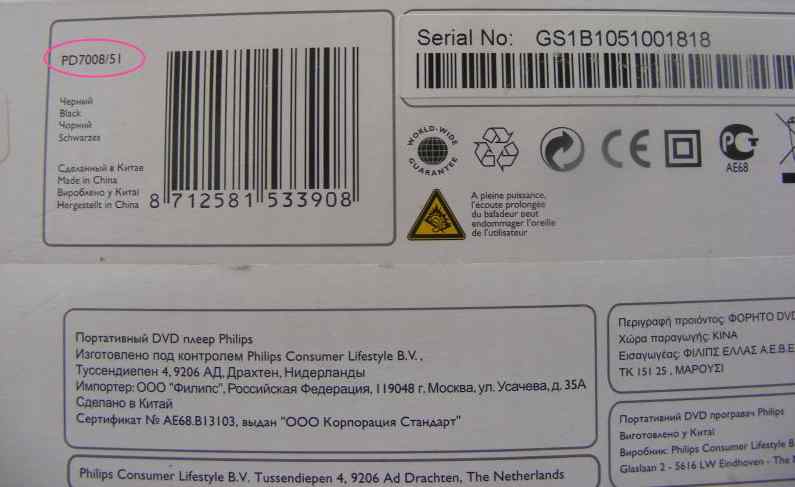 PD7008/51
Черный
Black
Чорний
Schwarzes
Сделанный в Китае
Made in China
Вироблено у Китаї
Hergestellt in China
8 712581 533908
Serial No: GS1B1051001818
WORLD-WIDE
GUARANTEE
CE
AE68
A pleine puissance,
l'écoute prolongée
du baladeur peut
endommager l'oreille
de l'utilisateur
Портативный DVD плеер Philips
Изготовлено под контролем Philips Consumer Lifestyle B.V.,
Туссендиепен 4, 9206 АД, Драхтен, Нидерланды
Импортер: ООО "Филипс", Российская Федерация, 119048 г. Москва, ул. Усачева, д. 35А
Сделано в Китай
Сертификат № AE68.B13103, выдан "ООО Корпорация Стандарт"
Philips Consumer Lifestyle B.V. Tussendiepen 4, 9206 Ad Drachten, The Netherlands
Περιγραφή προιόντος: ΦΟΡΗΤΟ DVD
Χώρα παραγωγής: ΚΙΝΑ
Εισαγωγέας: ΦΙΛΙΠΣ ΕΛΛΑΣ Α.Ε.Β.Ε
ΤΚ 151 25 , ΜΑΡΟΥΣΙ
Портативний DVD програвач Philips
Виготовлено у Китаї
Виробник: Philips Consumer Lifestyle B
Glaslaan 2 - 5616 LW Eindhoven - The N